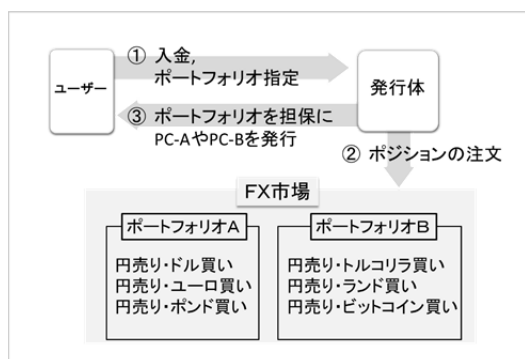 ① 入金,
ポートフォリオ指定
ユーザー
発行体
③ ポートフォリオを担保に
PC-AやPC-Bを発行
② ポジションの注文
FX市場
ポートフォリオA
円売り・ドル買い
円売り・ユーロ買い
円売り・ポンド買い
ポートフォリオB
円売り・トルコリラ買い
円売り・ランド買い
円売り・ビットコイン買い